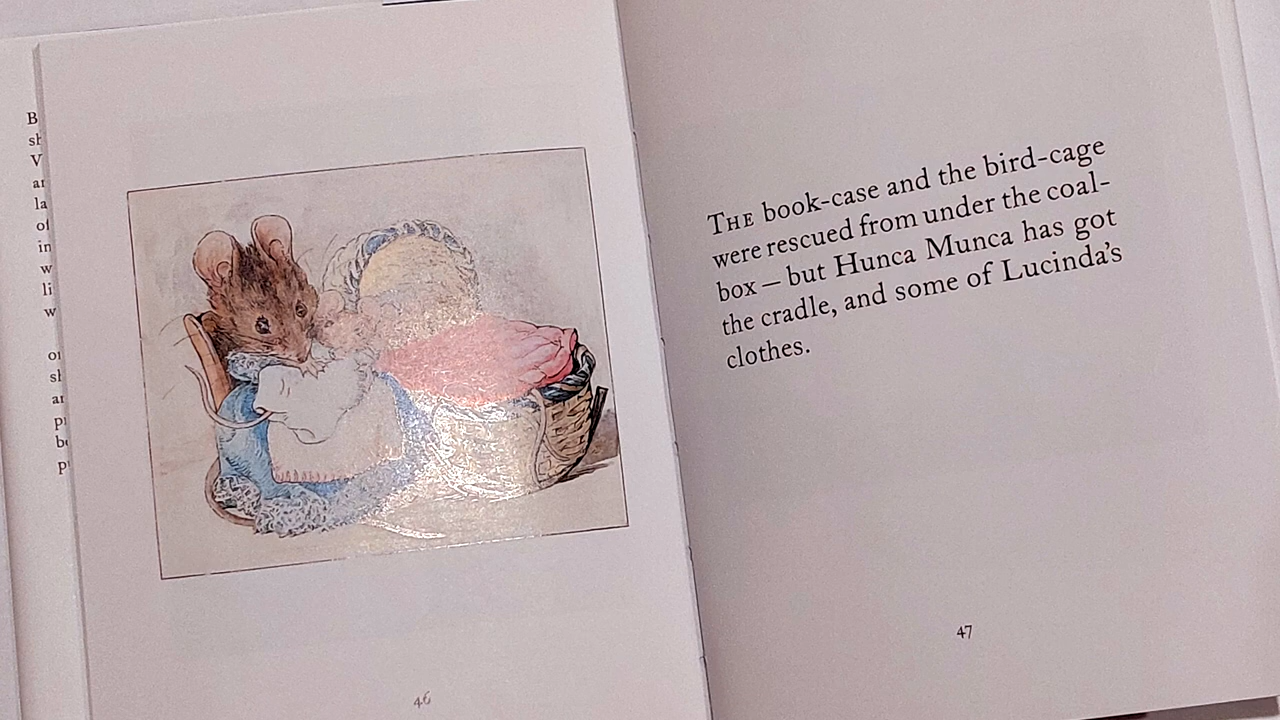 46
THE book-case and the bird-cage
were rescued from under the coal-
box — but Hunca Munca has got
the cradle, and some of Lucinda's
clothes.
47